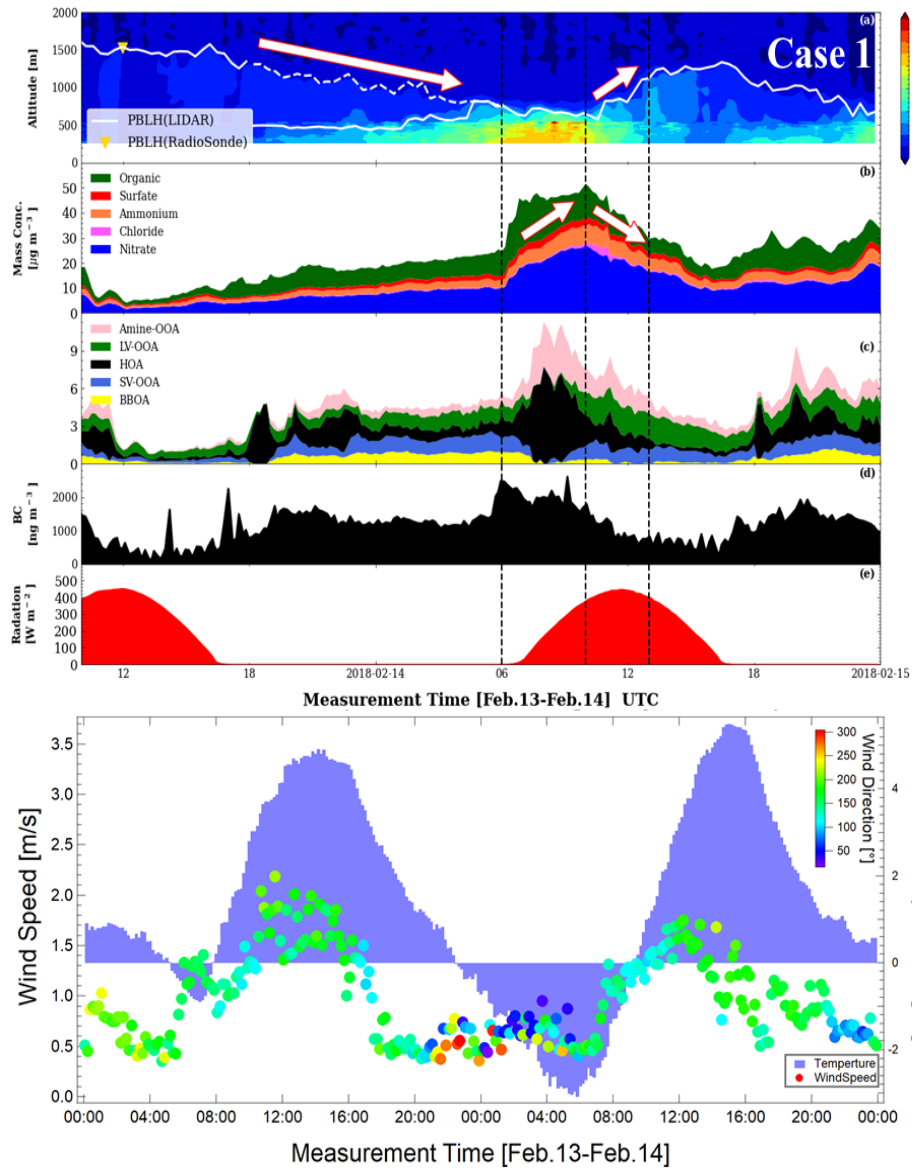 (a)
Case 1
2000
1500
1000
500
0
Altitude [m]
PBLH(LIDAR)
PBLH(RadioSonde)
(b)
Organic
Surfate
Ammonium
Chloride
Nitrate
50
40
30
20
10
0
Mass Conc.
[μg m⁻³ ]
(c)
Amine-OOA
LV-OOA
HOA
SV-OOA
BBOA
9
6
3
0
(d)
BC
[ng m⁻³ ]
2000
1000
0
(e)
Radation
[W m⁻² ]
500
400
300
200
100
0
12 18 2018-02-14 06 12 18 2018-02-15
Measurement Time [Feb.13-Feb.14] UTC
Wind Speed [m/s]
3.5
3.0
2.5
2.0
1.5
1.0
0.5
0.0
300
250
200
150
100
50
Wind Direction [°]
4
2
0
-2
Temperture
WindSpeed
00:00 04:00 08:00 12:00 16:00 20:00 00:00 04:00 08:00 12:00 16:00 20:00 00:00
Measurement Time [Feb.13-Feb.14]